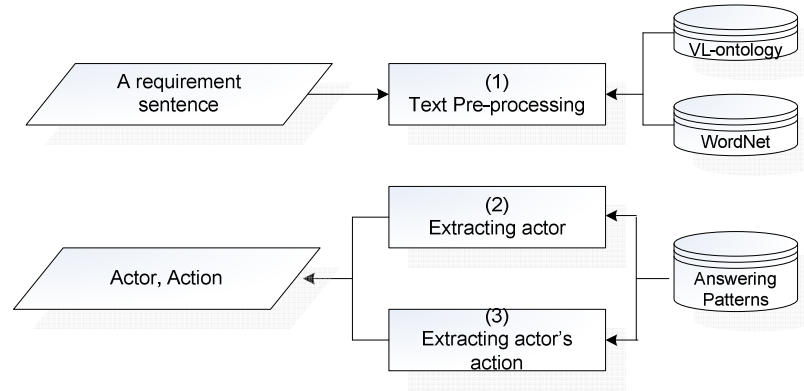 A requirement
sentence
(1)
Text Pre-processing
VL-ontology
WordNet
(2)
Extracting actor
Actor, Action
(3)
Extracting actor's
action
Answering
Patterns